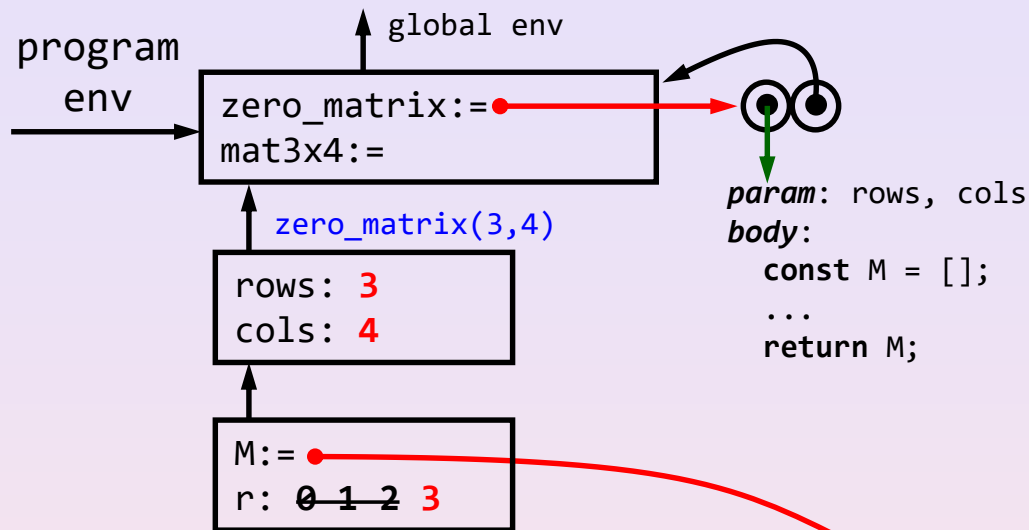 global env
program
env
zero_matrix:=
mat3x4:=
param: rows, cols
body:
const M = [];
...
return M;
zero_matrix(3,4)
rows: 3
cols: 4
M:=
r: 0 1 2 3